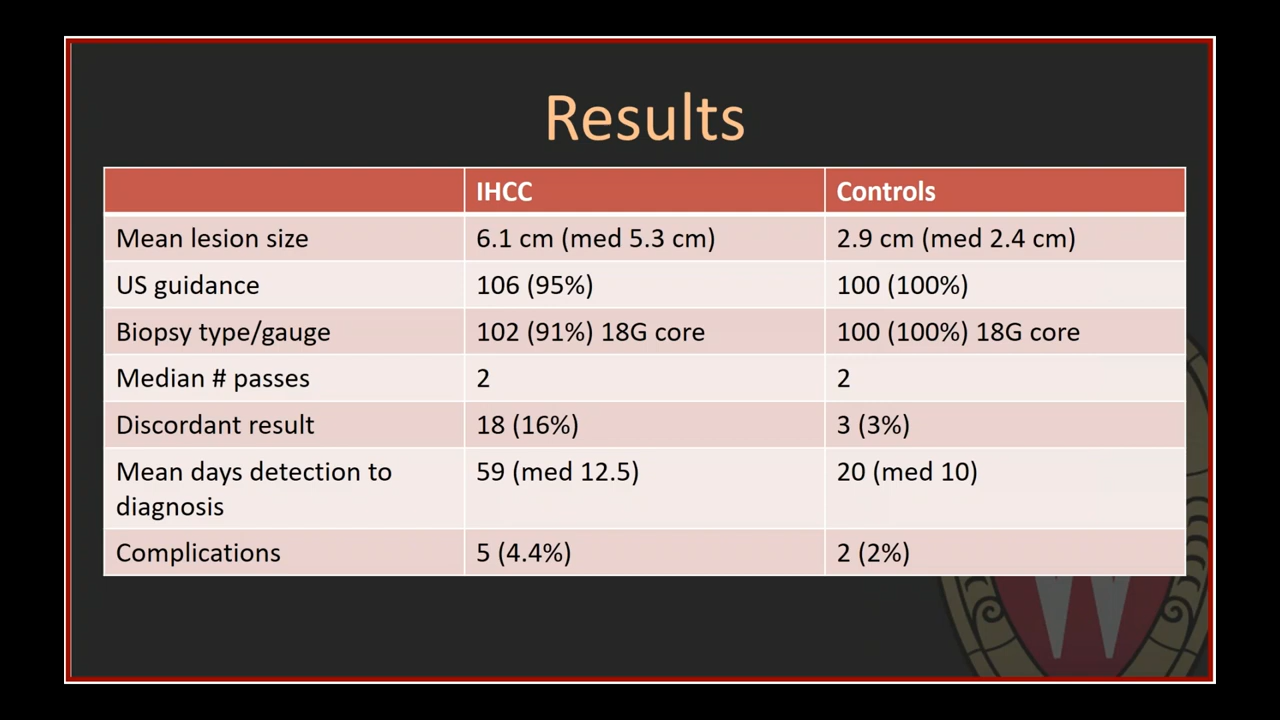 Results
IHCC Controls
Mean lesion size 6.1 cm (med 5.3 cm) 2.9 cm (med 2.4 cm)
US guidance 106 (95%) 100 (100%)
Biopsy type/gauge 102 (91%) 18G core 100 (100%) 18G core
Median # passes 2 2
Discordant result 18 (16%) 3 (3%)
Mean days detection to 59 (med 12.5) 20 (med 10)
diagnosis
Complications 5 (4.4%) 2 (2%)
W